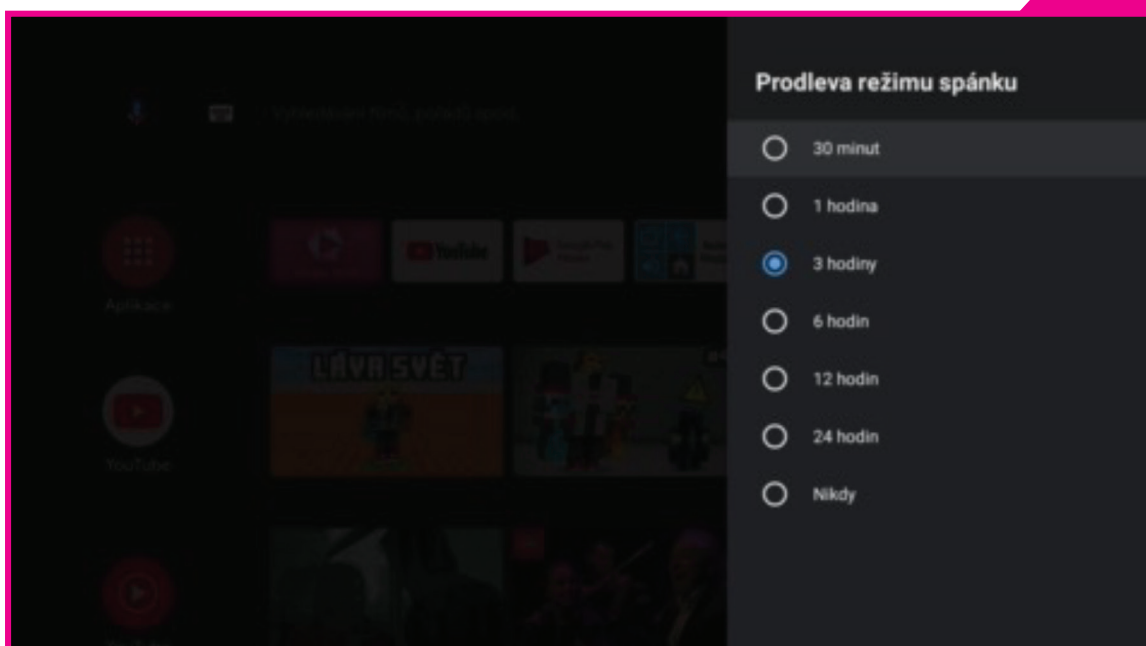 Prodleva režimu spánku
30 minut
1 hodina
3 hodiny
6 hodin
12 hodin
24 hodin
Nikdy
YouTube
Aplikace
LÁVA SVĚT
YouTube